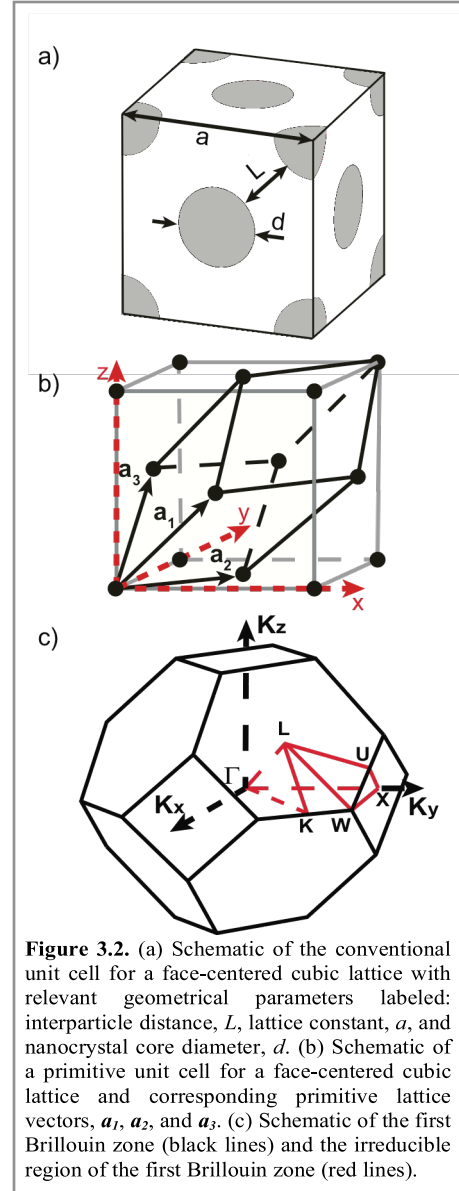 a)
a
L
d
b)
z
a3
a1
y
a2
x
c)
Kz
L
U
Γ
X
Kx
Ky
K
W
Figure 3.2. (a) Schematic of the conventional
unit cell for a face-centered cubic lattice with
relevant geometrical parameters labeled:
interparticle distance, L, lattice constant, a, and
nanocrystal core diameter, d. (b) Schematic of
a primitive unit cell for a face-centered cubic
lattice and corresponding primitive lattice
vectors, a1, a2, and a3. (c) Schematic of the first
Brillouin zone (black lines) and the irreducible
region of the first Brillouin zone (red lines).